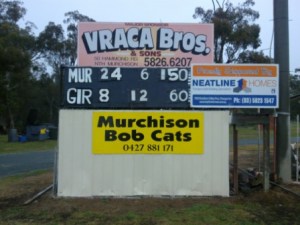 VRACA Bros.
& SONS
5826.6207
MUR 24 6 150
GIR 8 12 60
NEATLINE
HOMES
Murchison
Bob Cats
0427 881 171